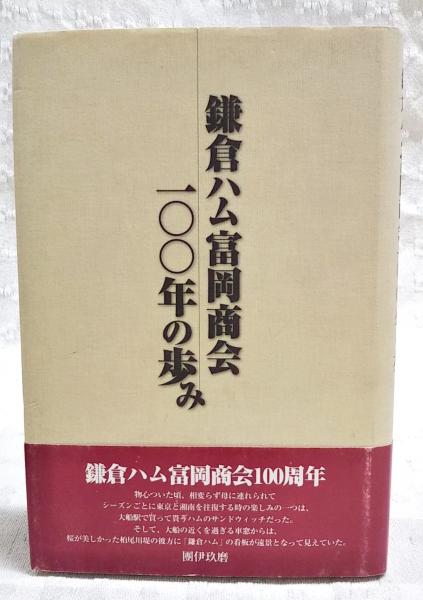 鎌倉ハム富岡商会
一〇〇年の歩み
鎌倉ハム富岡商会100周年
物心ついた頃、相変らず母に連れられて
シーズンごとに東京と湘南を往復する時の楽しみの一つは、
大船駅で買って貰うハムのサンドウィッチだった。
そして、大船の近くを過ぎる車窓からは、
桜が美しかった柏尾川堤の彼方に「鎌倉ハム」の看板が遠景となって見えていた。
團伊玖磨